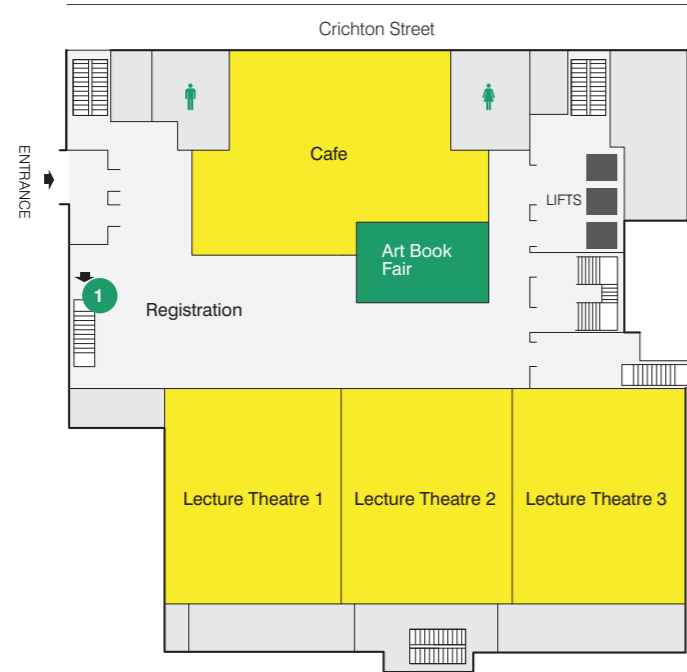 Crichton Street
Cafe
ENTRANCE
LIFTS
Art Book
Fair
1
Registration
Lecture Theatre 1
Lecture Theatre 2
Lecture Theatre 3